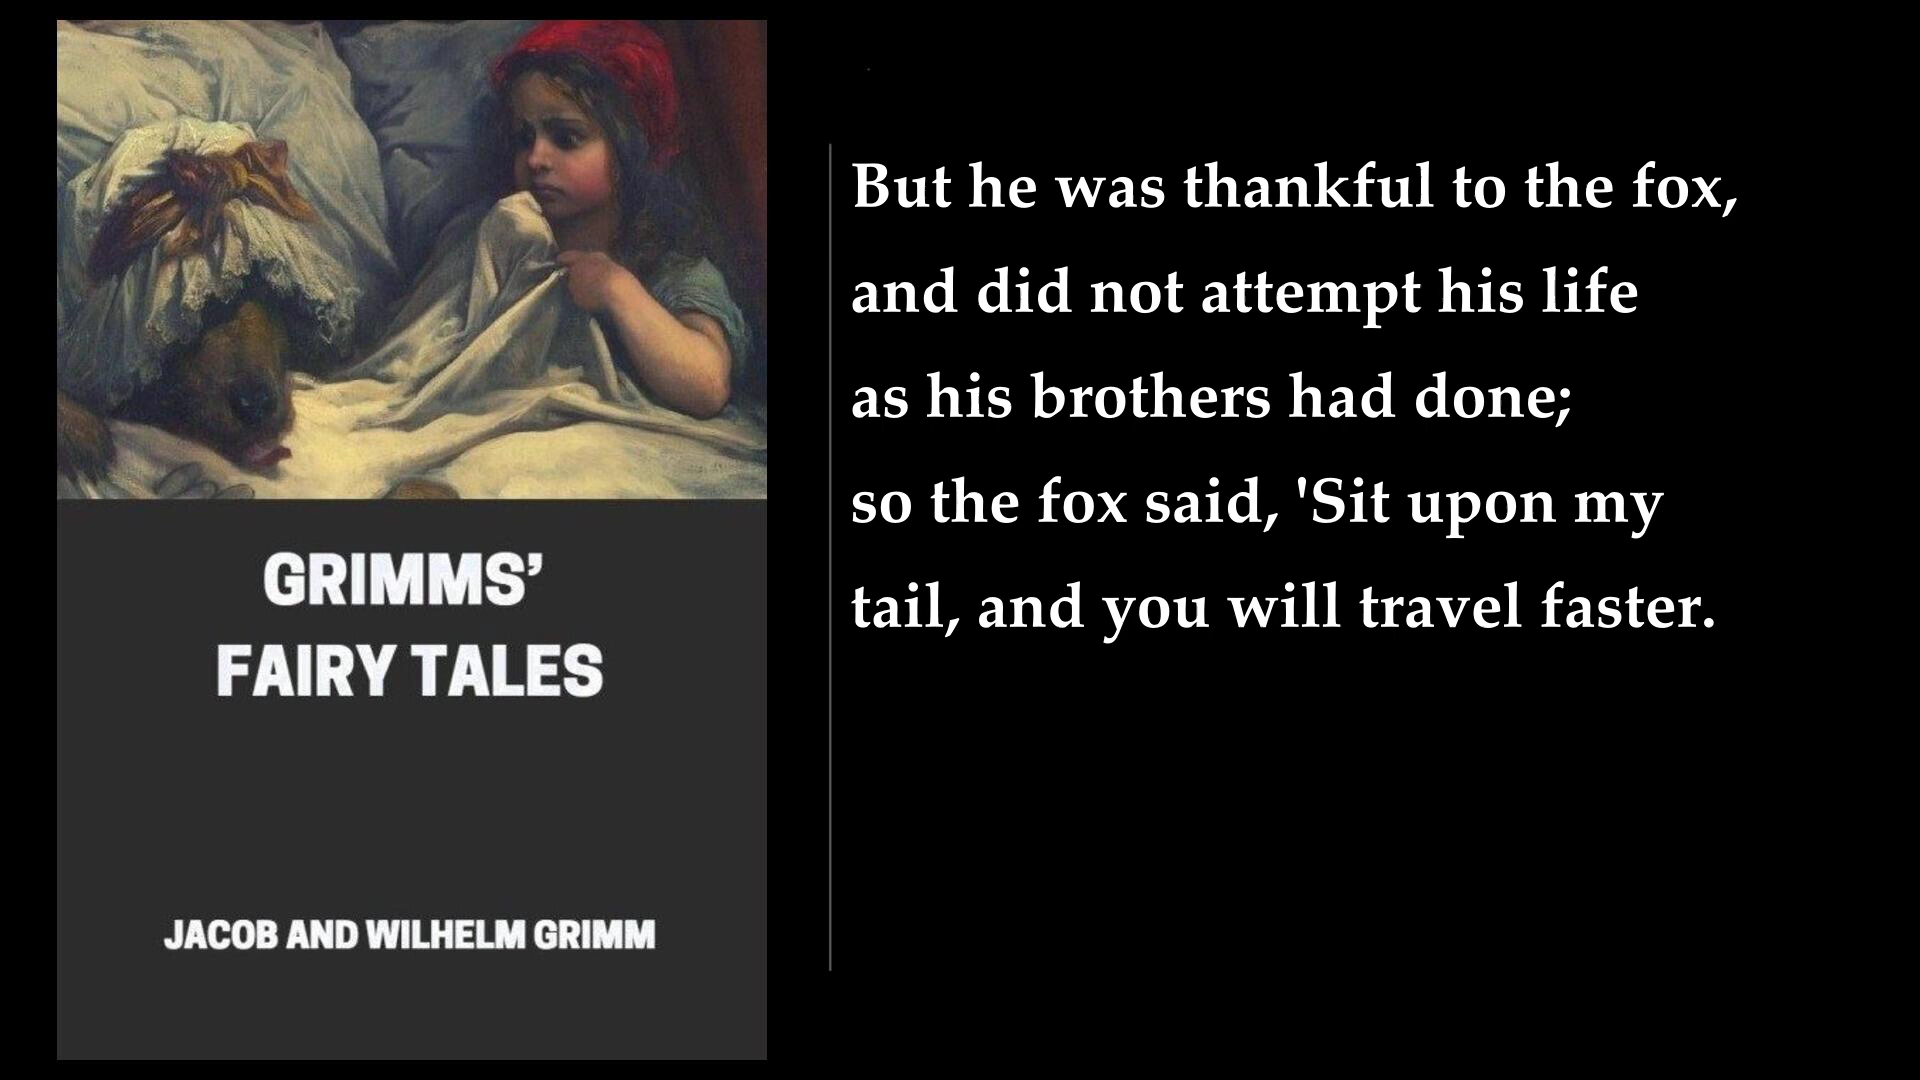 GRIMMS’
FAIRY TALES
JACOB AND WILHELM GRIMM
But he was thankful to the fox,
and did not attempt his life
as his brothers had done;
so the fox said, 'Sit upon my
tail, and you will travel faster.